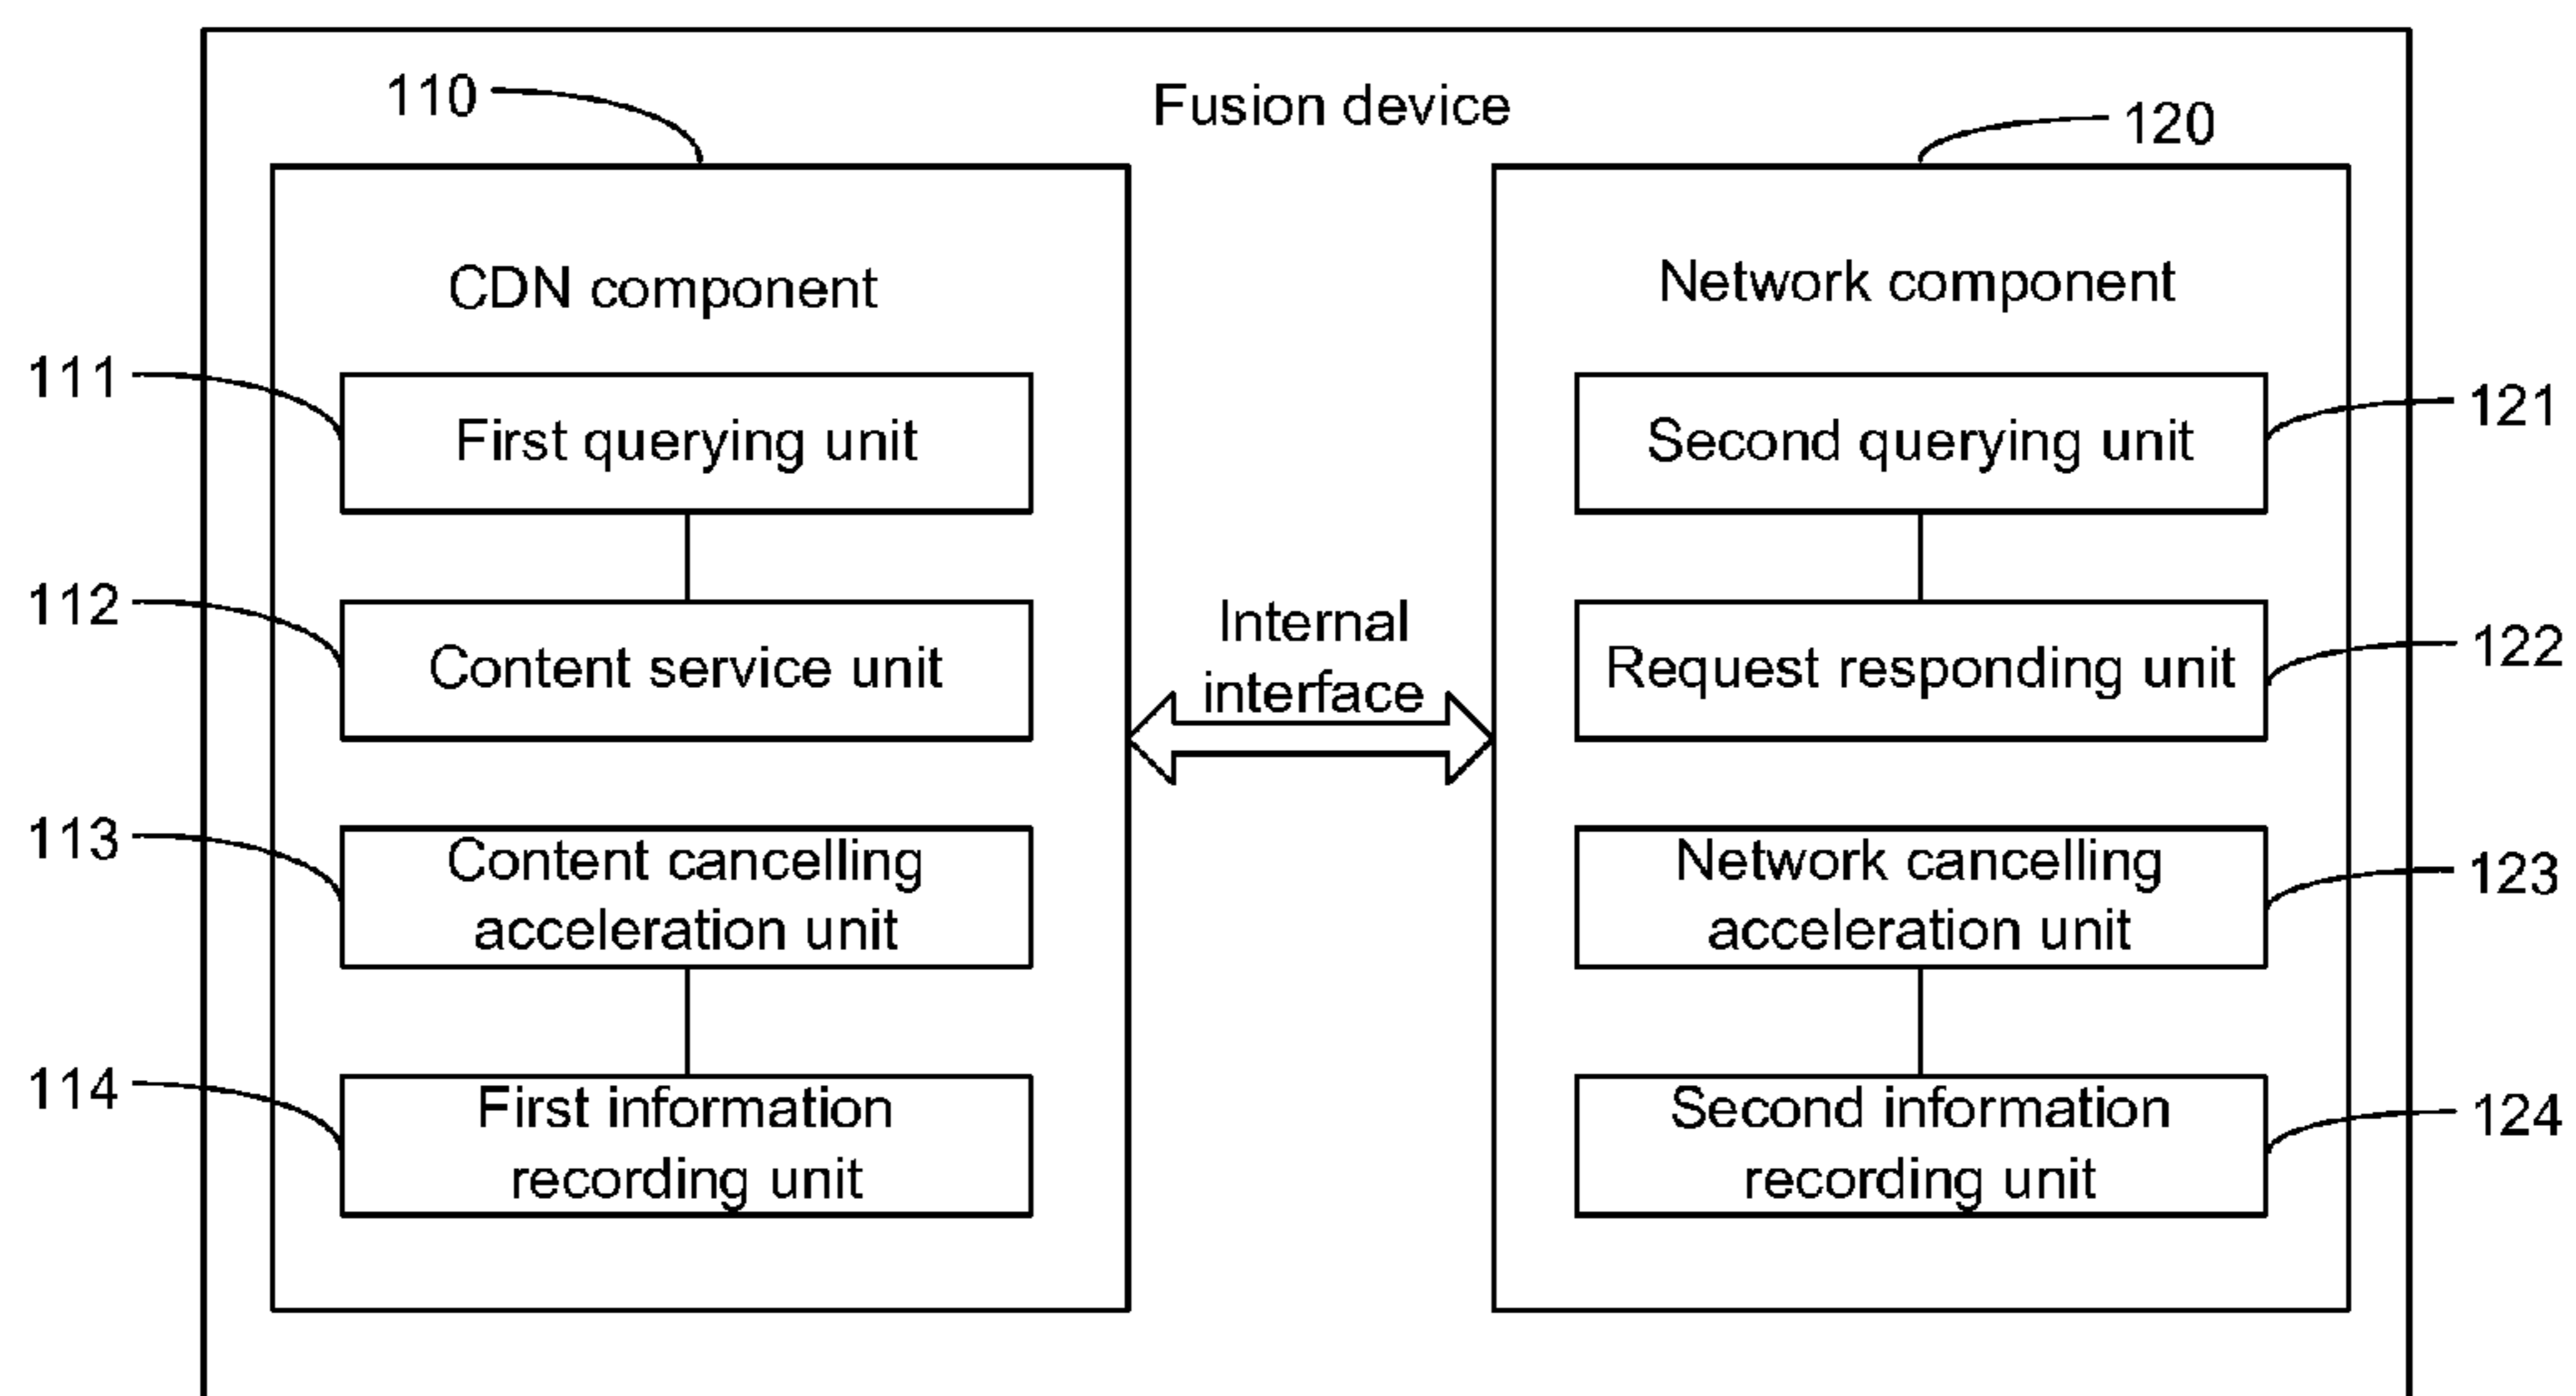 Fusion device
110
120
CDN component
Network component
111
First querying unit
Second querying unit
121
112
Content service unit
Internal
interface
Request responding unit
122
113
Content cancelling
acceleration unit
Network cancelling
acceleration unit
123
114
First information
recording unit
Second information
recording unit
124